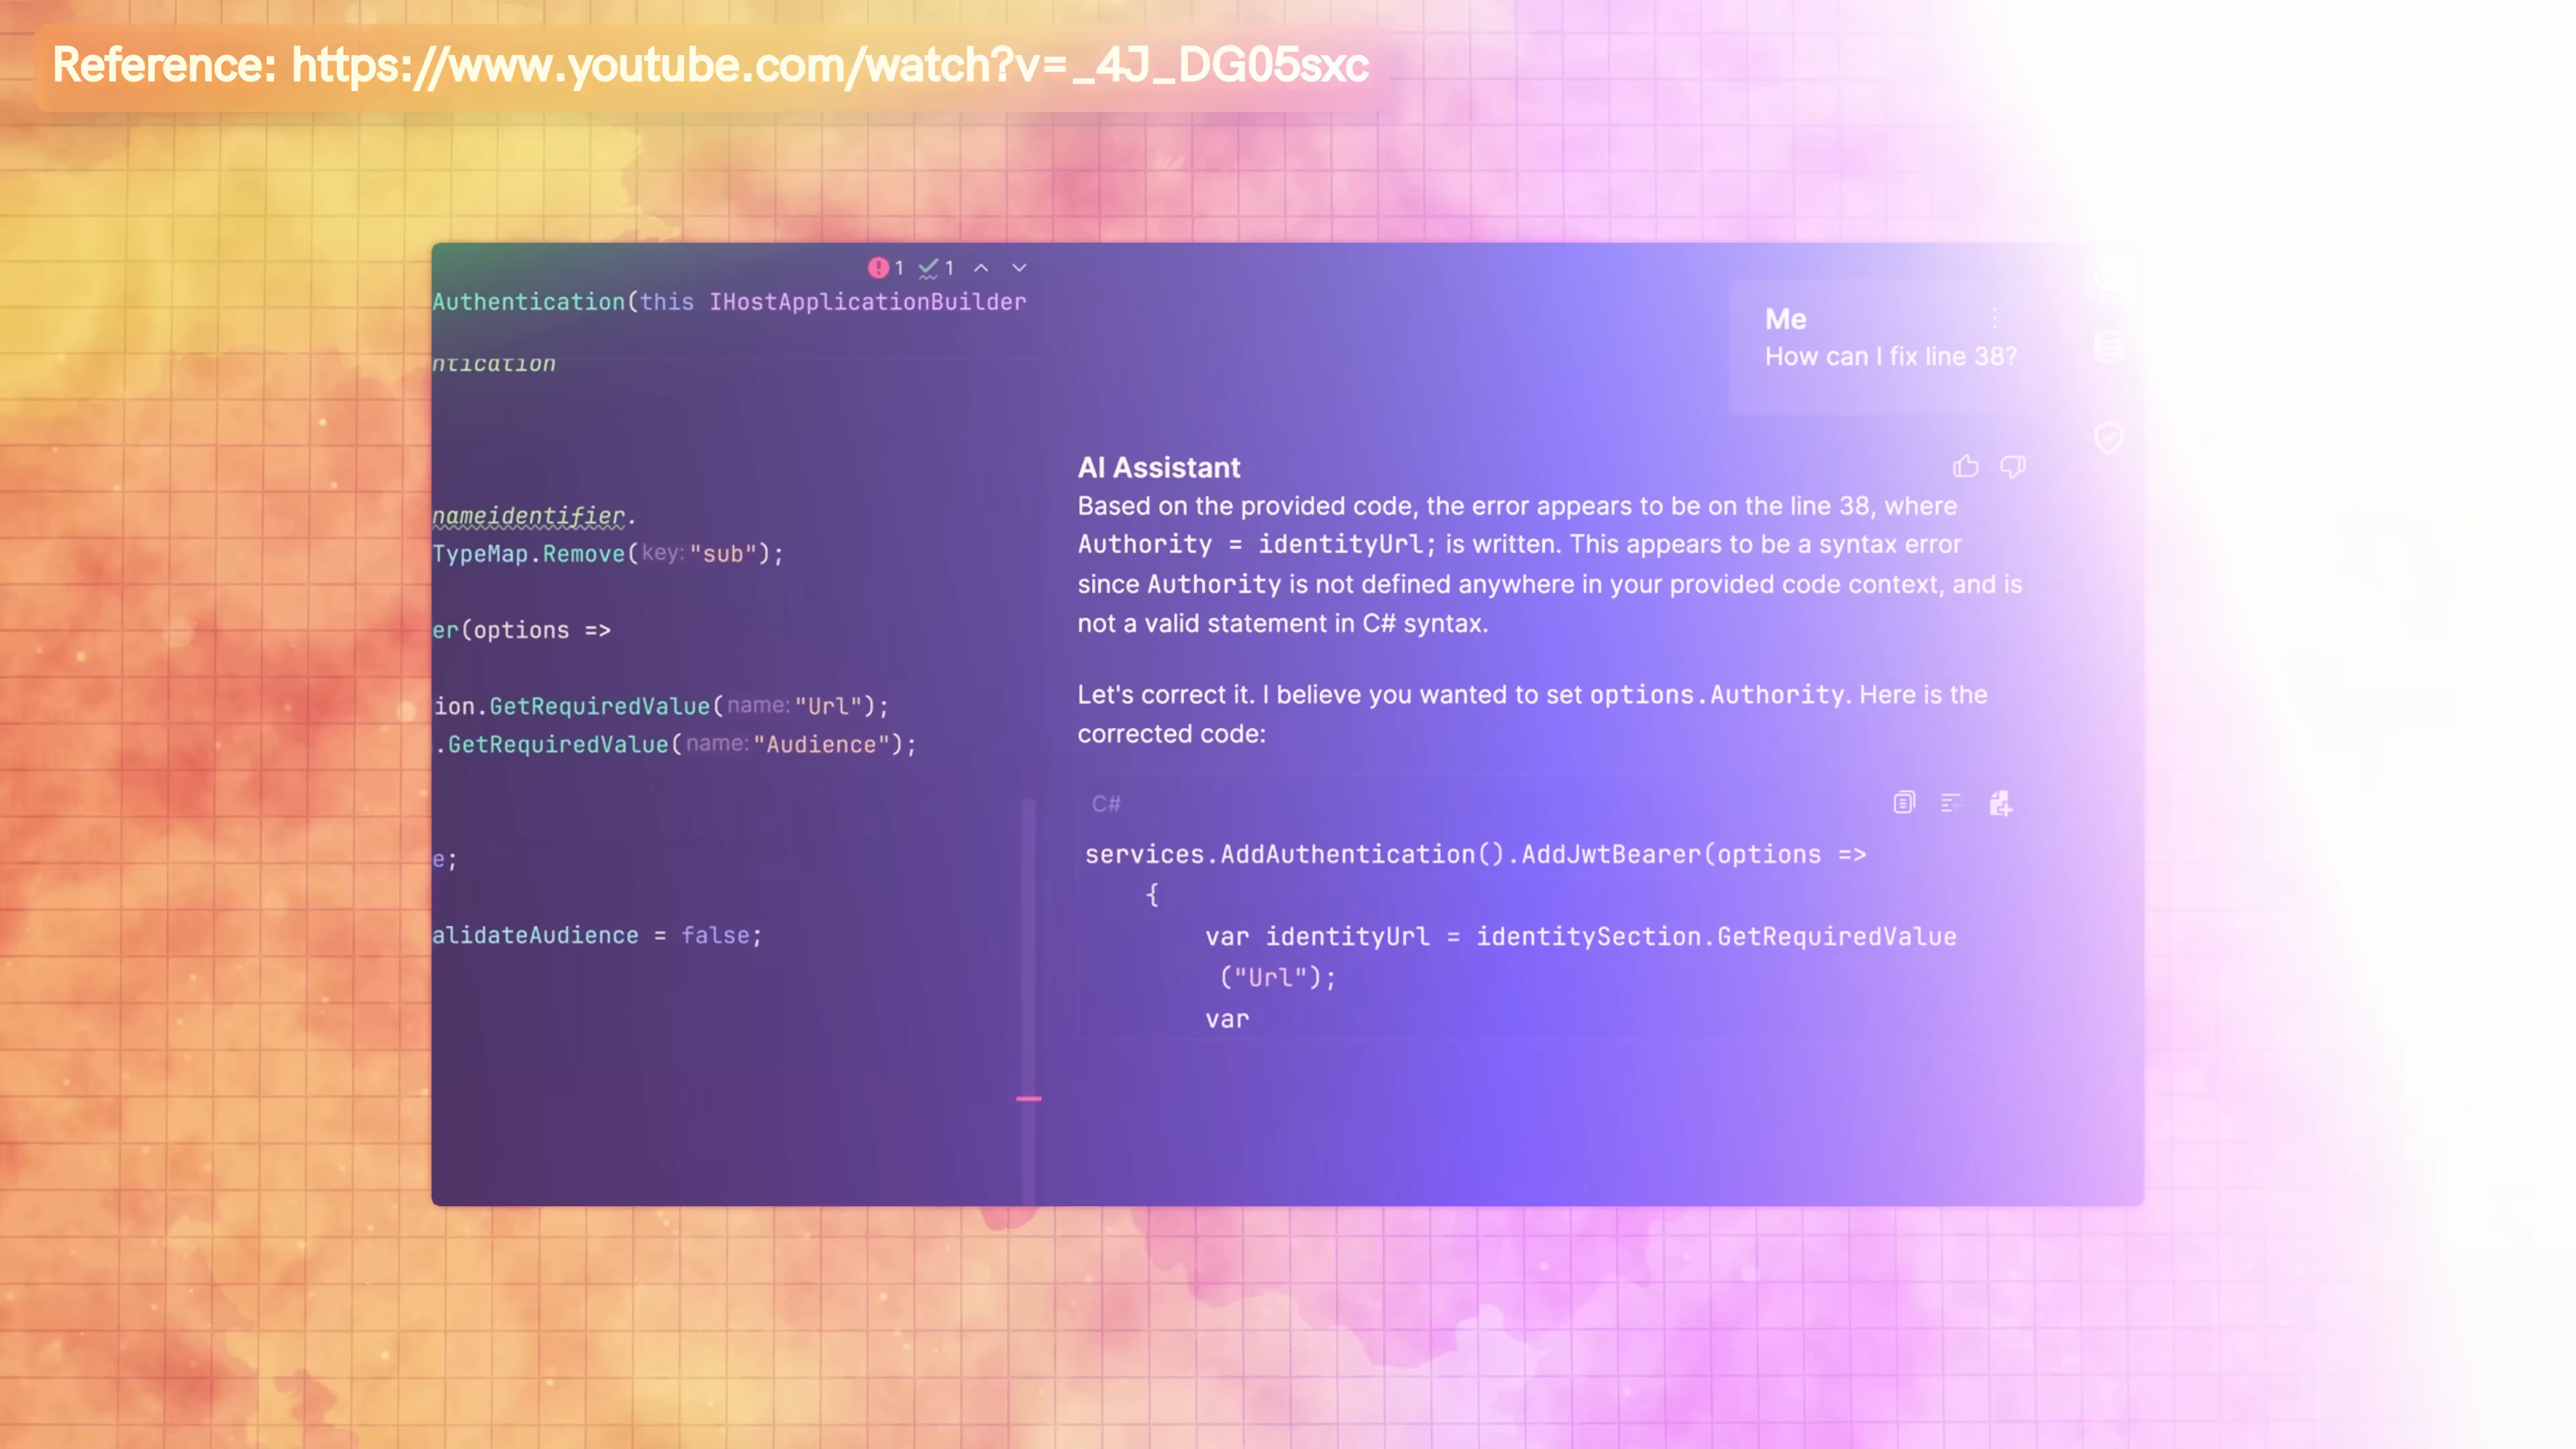 Reference: https://www.youtube.com/watch?v=_4J_DG05sxc
1 1
Authentication(this IHostApplicationBuilder
ntication
nameidentifier.
TypeMap.Remove(key: "sub");
er(options =>
ion.GetRequiredValue(name: "Url");
.GetRequiredValue(name: "Audience");
e;
alidateAudience = false;
Me
How can I fix line 38?
AI Assistant
Based on the provided code, the error appears to be on the line 38, where
Authority = identityUrl; is written. This appears to be a syntax error
since Authority is not defined anywhere in your provided code context, and is
not a valid statement in C# syntax.
Let's correct it. I believe you wanted to set options.Authority. Here is the
corrected code:
C#
services.AddAuthentication().AddJwtBearer(options =>
{
var identityUrl = identitySection.GetRequiredValue
("Url");
var